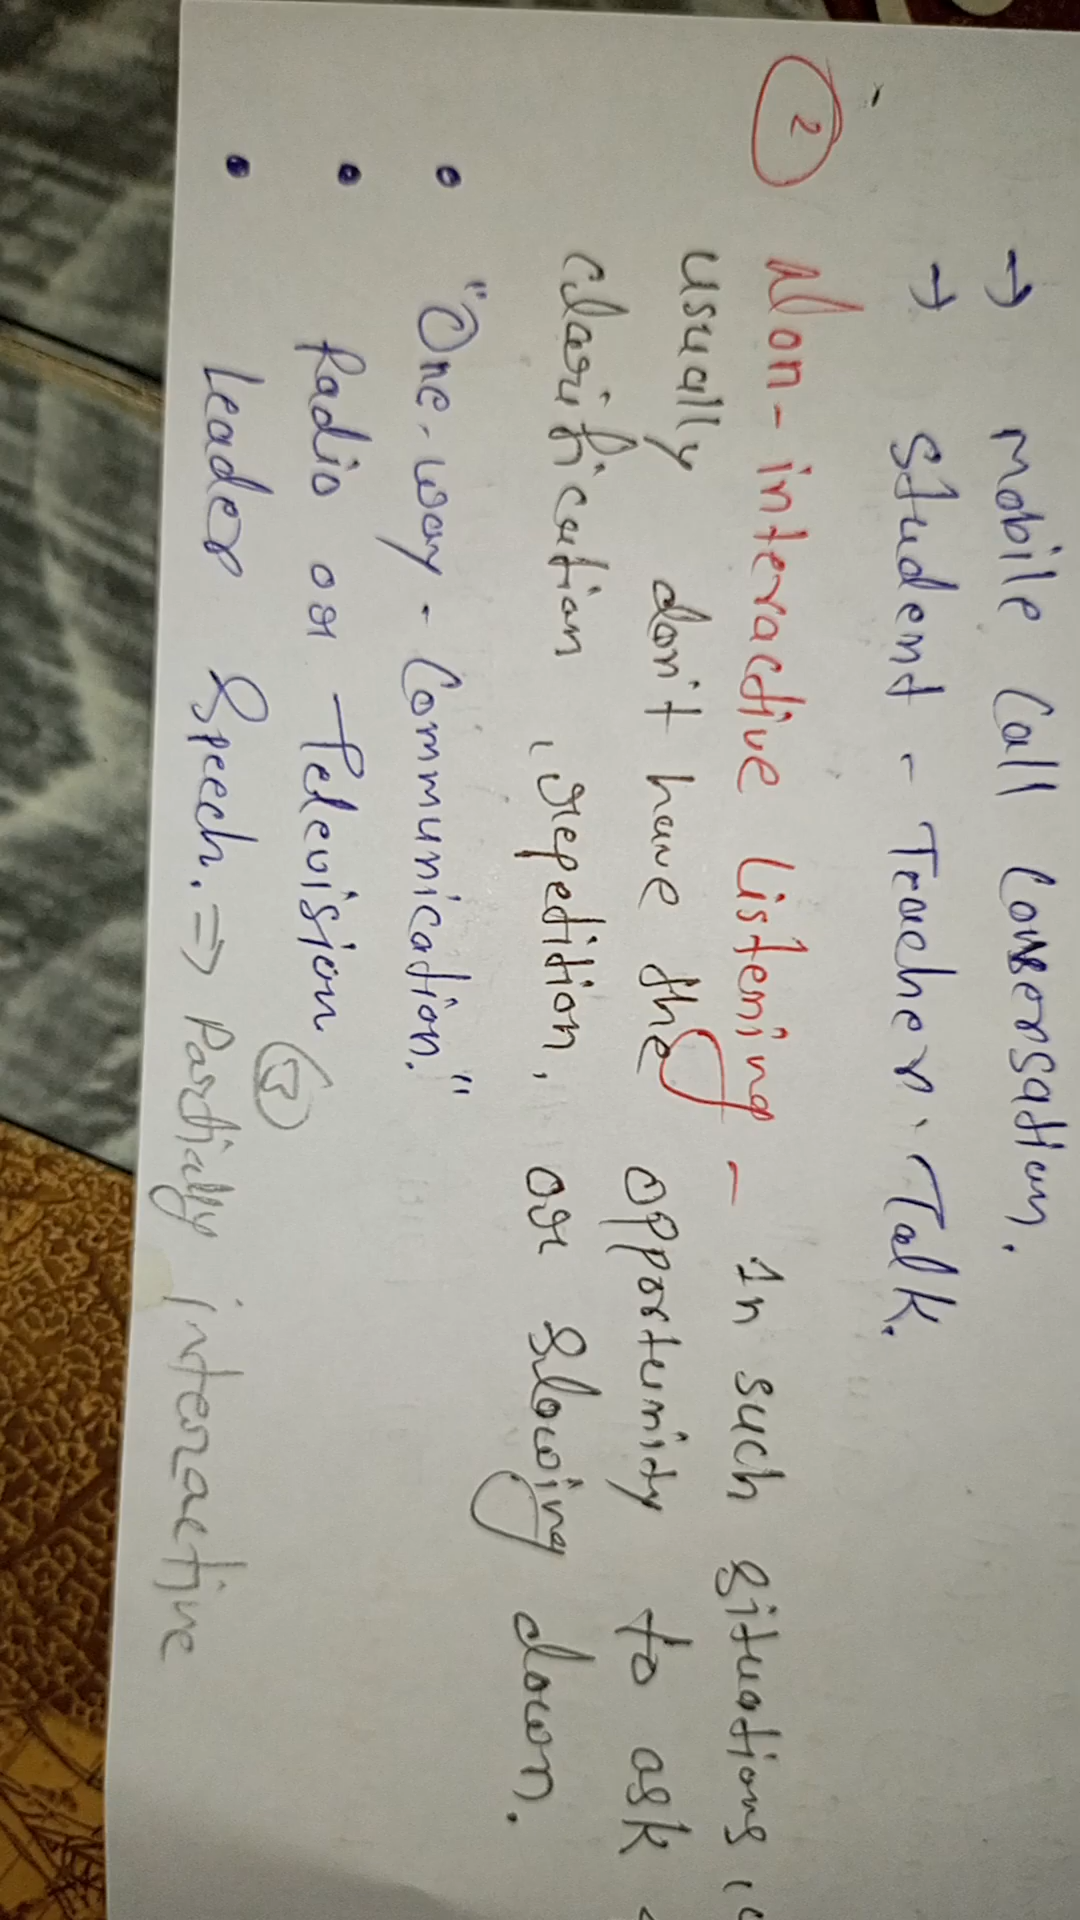 → Mobile Call Conversation.
→ Student - Teacher. Talk.
② Non-interactive Listening - In such situations
usually don't have the opportunity to ask
clarification, repetition, or slowing down.
• "One-way - Communication."
• Radio or Television
• Leader Speech. ⇒ ③ Partially interactive